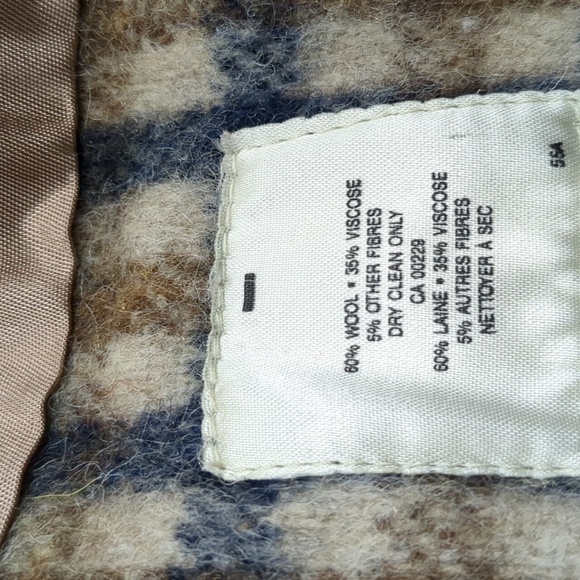 60% WOOL • 35% VISCOSE
5% OTHER FIBRES
DRY CLEAN ONLY
CA 00229
60% LAINE • 35% VISCOSE
5% AUTRES FIBRES
NETTOYER À SEC
55A